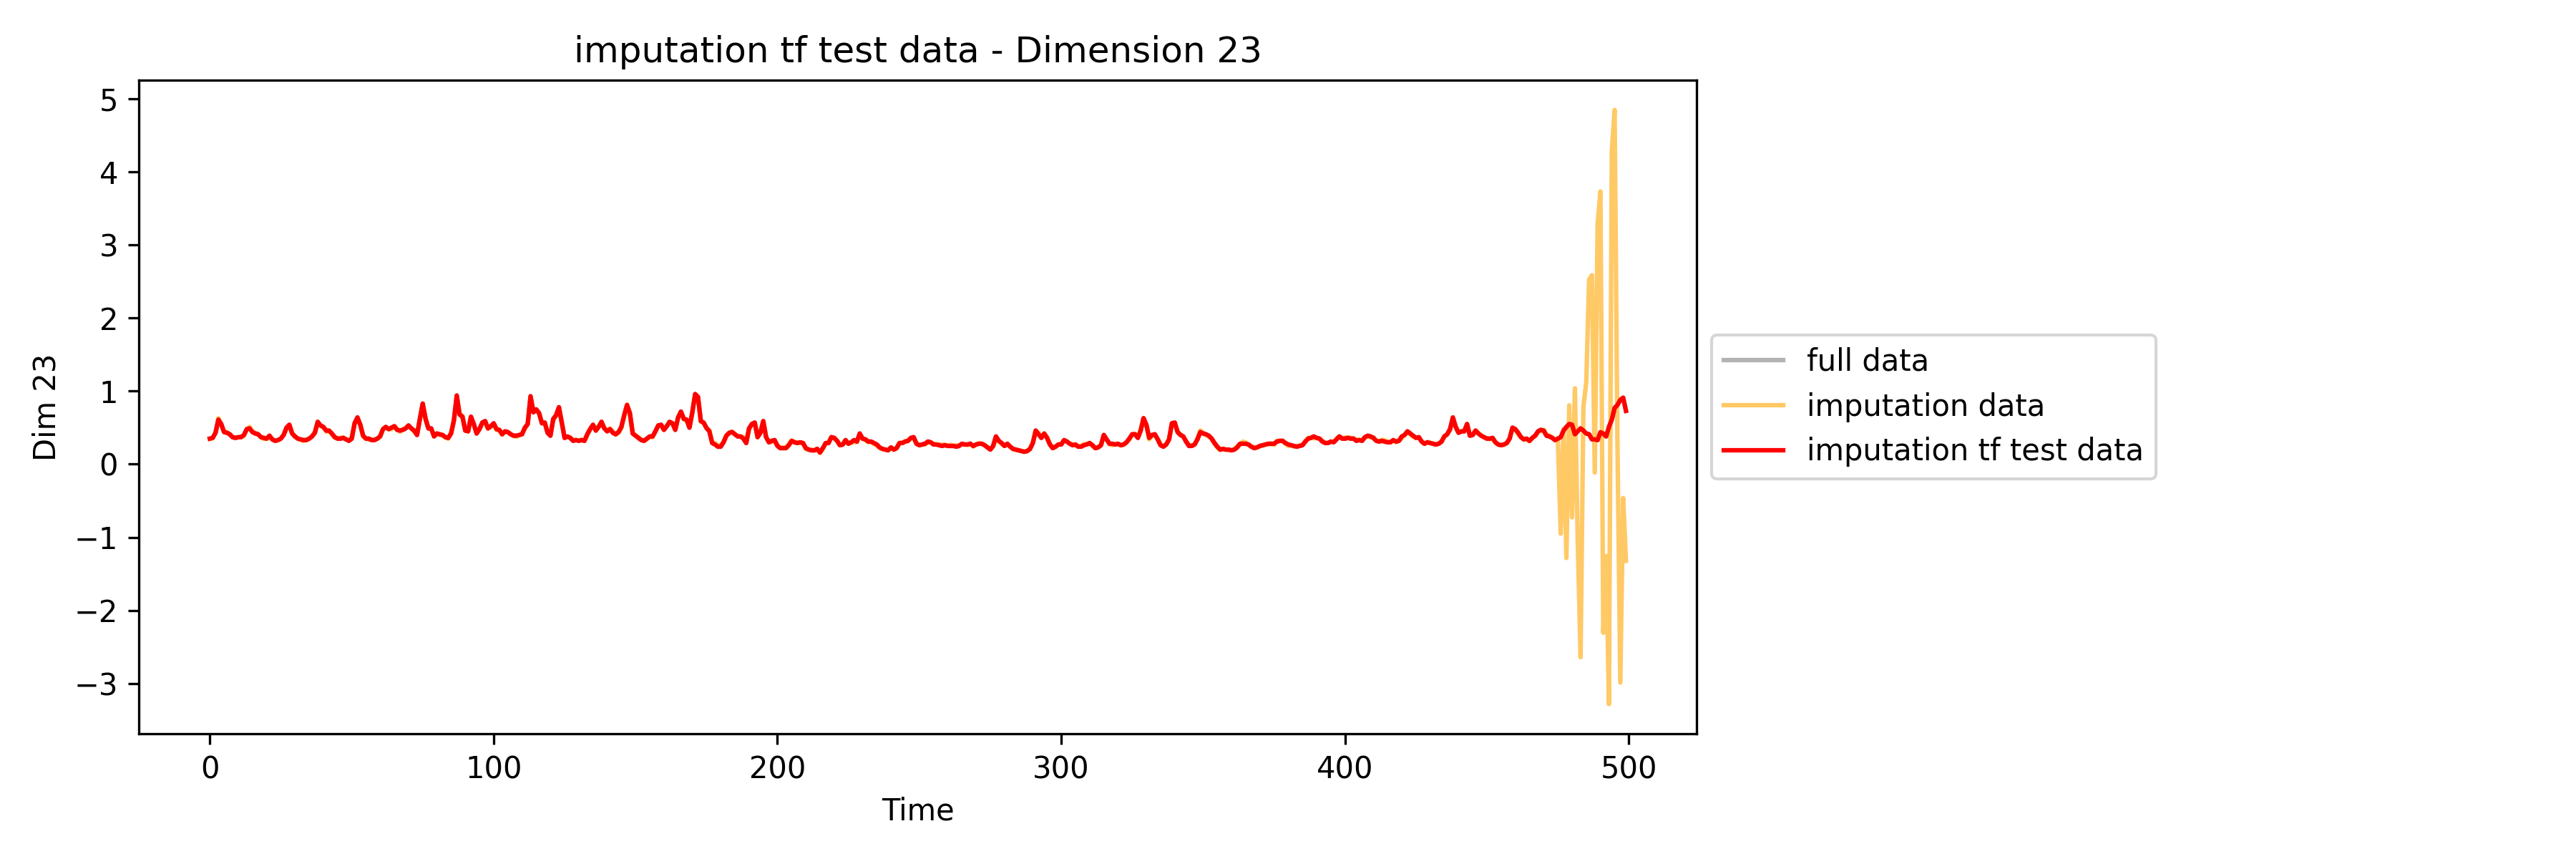 imputation tf test data - Dimension 23
5
4
3
2
1
0
−1
−2
−3
Dim 23
0 100 200 300 400 500
Time
full data
imputation data
imputation tf test data